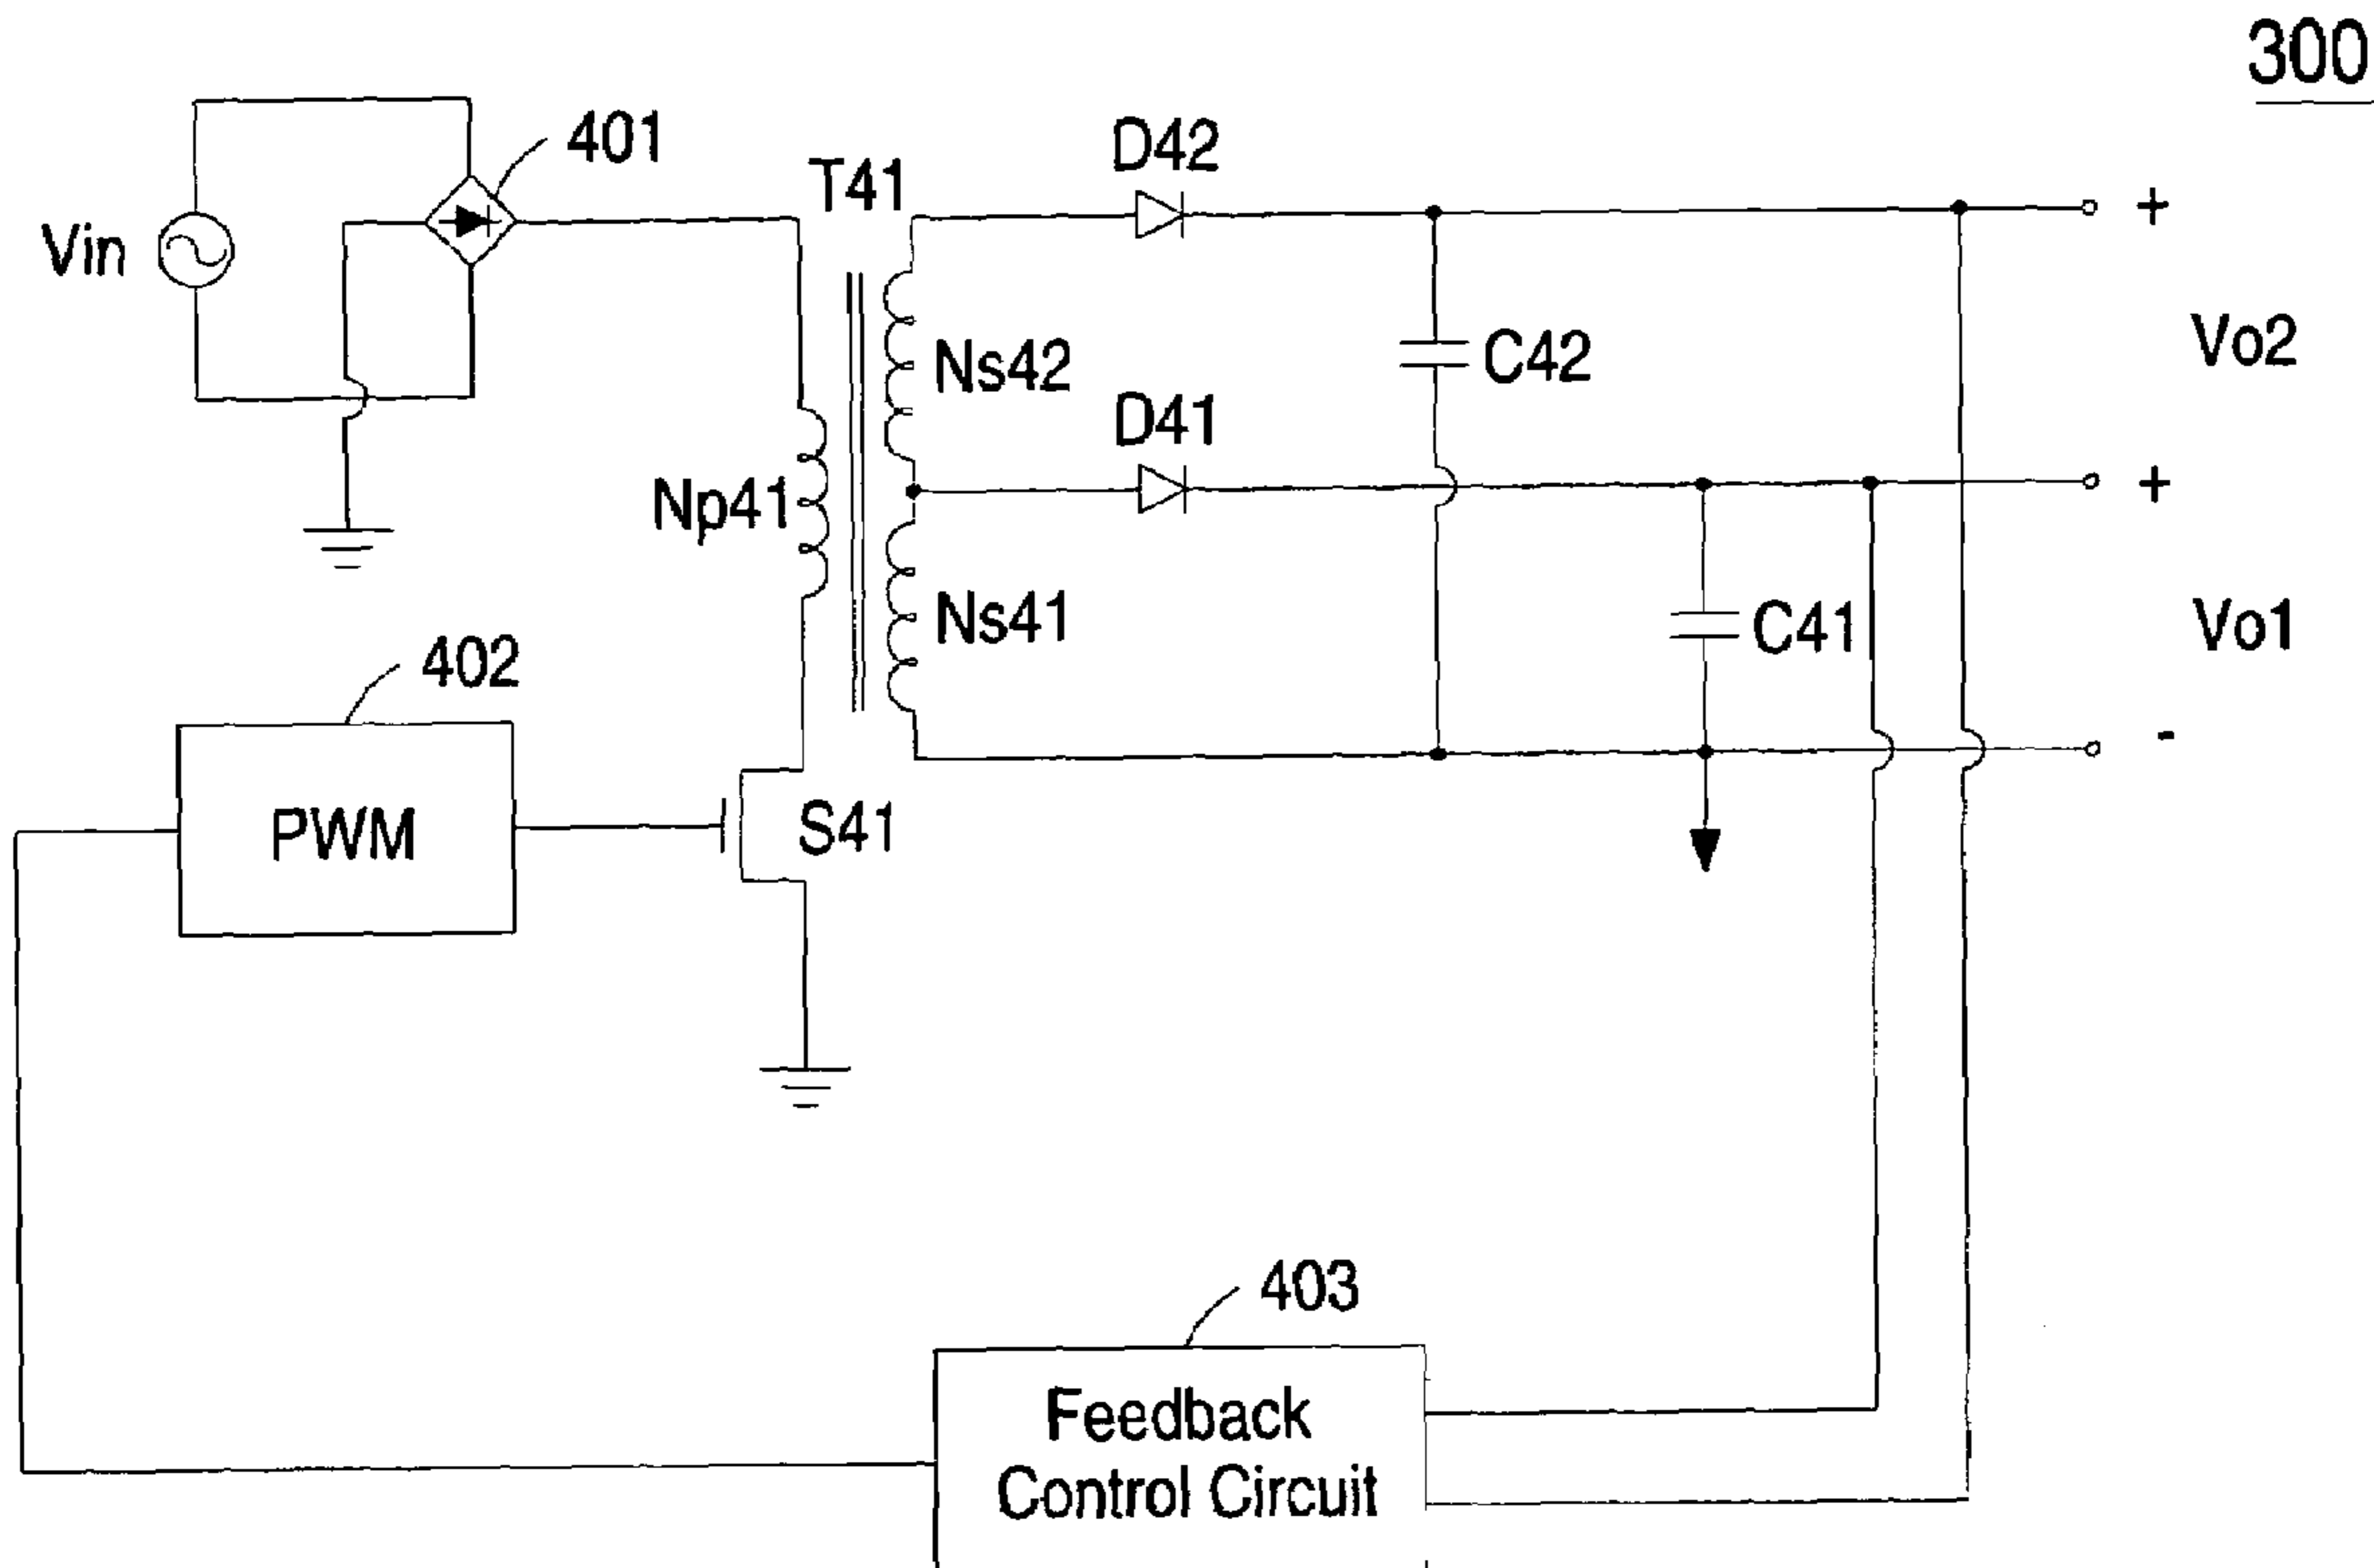 300
401
D42
T41
Vin
+
Vo2
Ns42
C42
D41
Np41
+
Ns41
C41
Vo1
402
-
PWM
S41
403
Feedback
Control Circuit